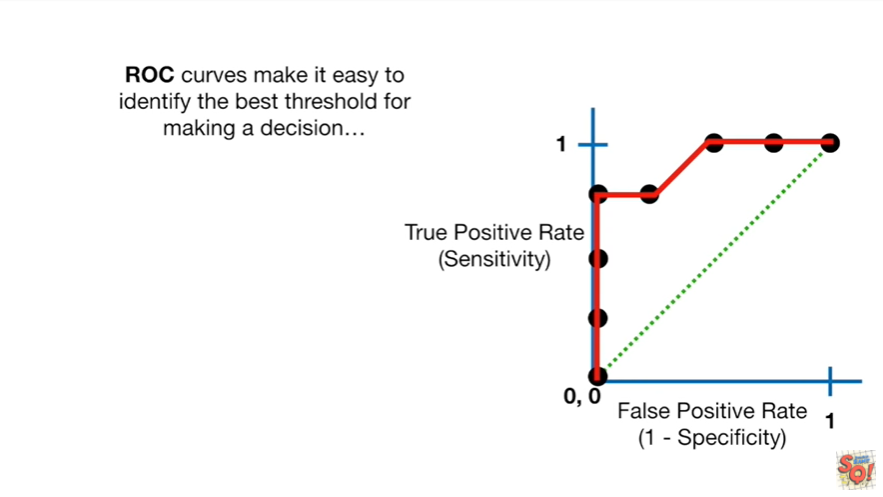 ROC curves make it easy to
identify the best threshold for
making a decision…
1
True Positive Rate
(Sensitivity)
0, 0
False Positive Rate
(1 - Specificity)
1
SQ!